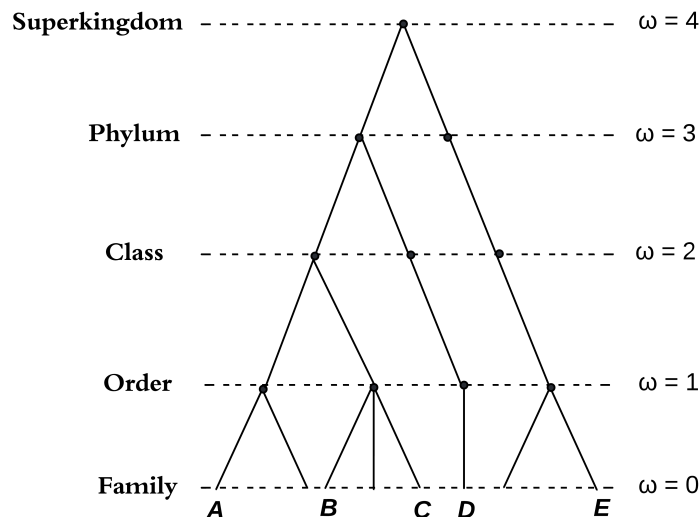 Superkingdom ω = 4
Phylum ω = 3
Class ω = 2
Order ω = 1
Family ω = 0
A B C D E